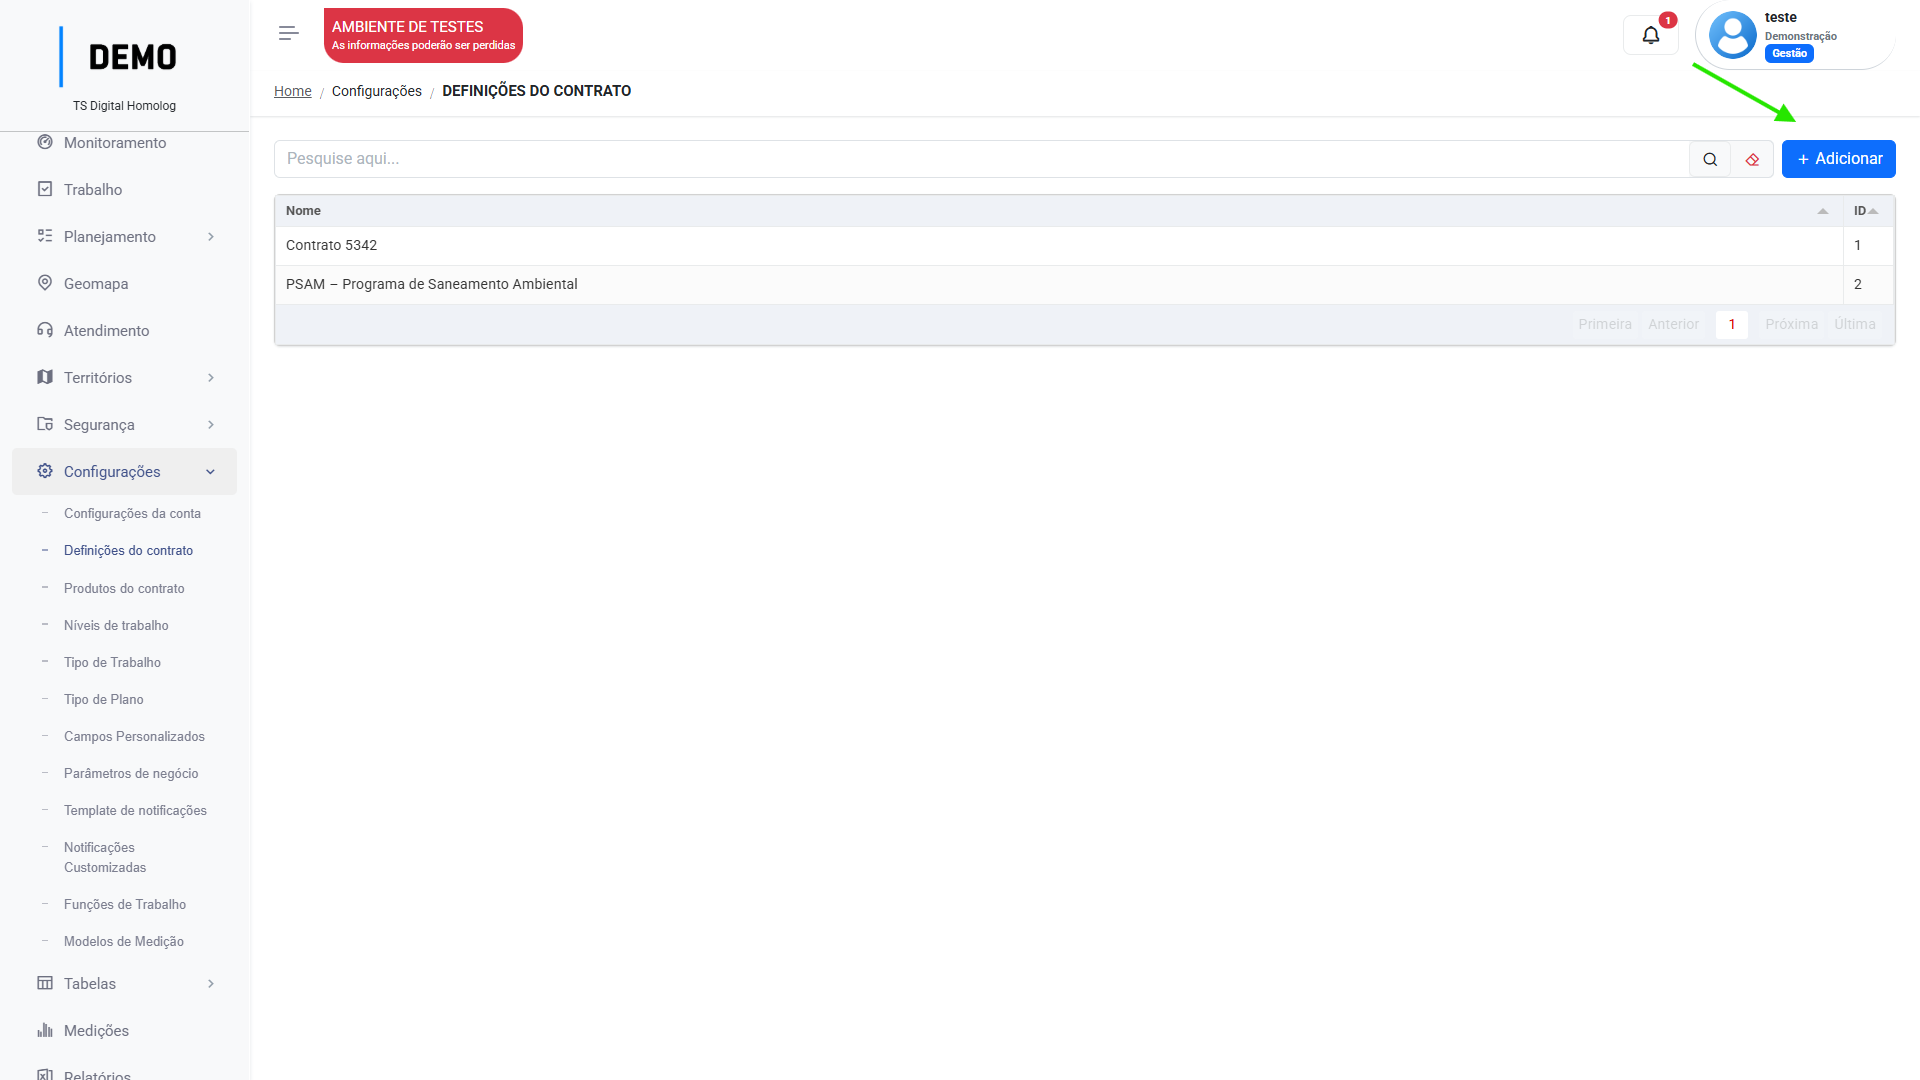 DEMO
TS Digital Homolog
Monitoramento
Trabalho
Planejamento
Geomapa
Atendimento
Territórios
Segurança
Configurações
Configurações da conta
Definições do contrato
Produtos do contrato
Níveis de trabalho
Tipo de Trabalho
Tipo de Plano
Campos Personalizados
Parâmetros de negócio
Template de notificações
Notificações
Customizadas
Funções de Trabalho
Modelos de Medição
Tabelas
Medições
Relatórios
AMBIENTE DE TESTES
As informações poderão ser perdidas
1
teste
Demonstração
Gestão
Home / Configurações / DEFINIÇÕES DO CONTRATO
Pesquise aqui...
+ Adicionar
Nome ID
Contrato 5342 1
PSAM – Programa de Saneamento Ambiental 2
Primeira Anterior 1 Próxima Última